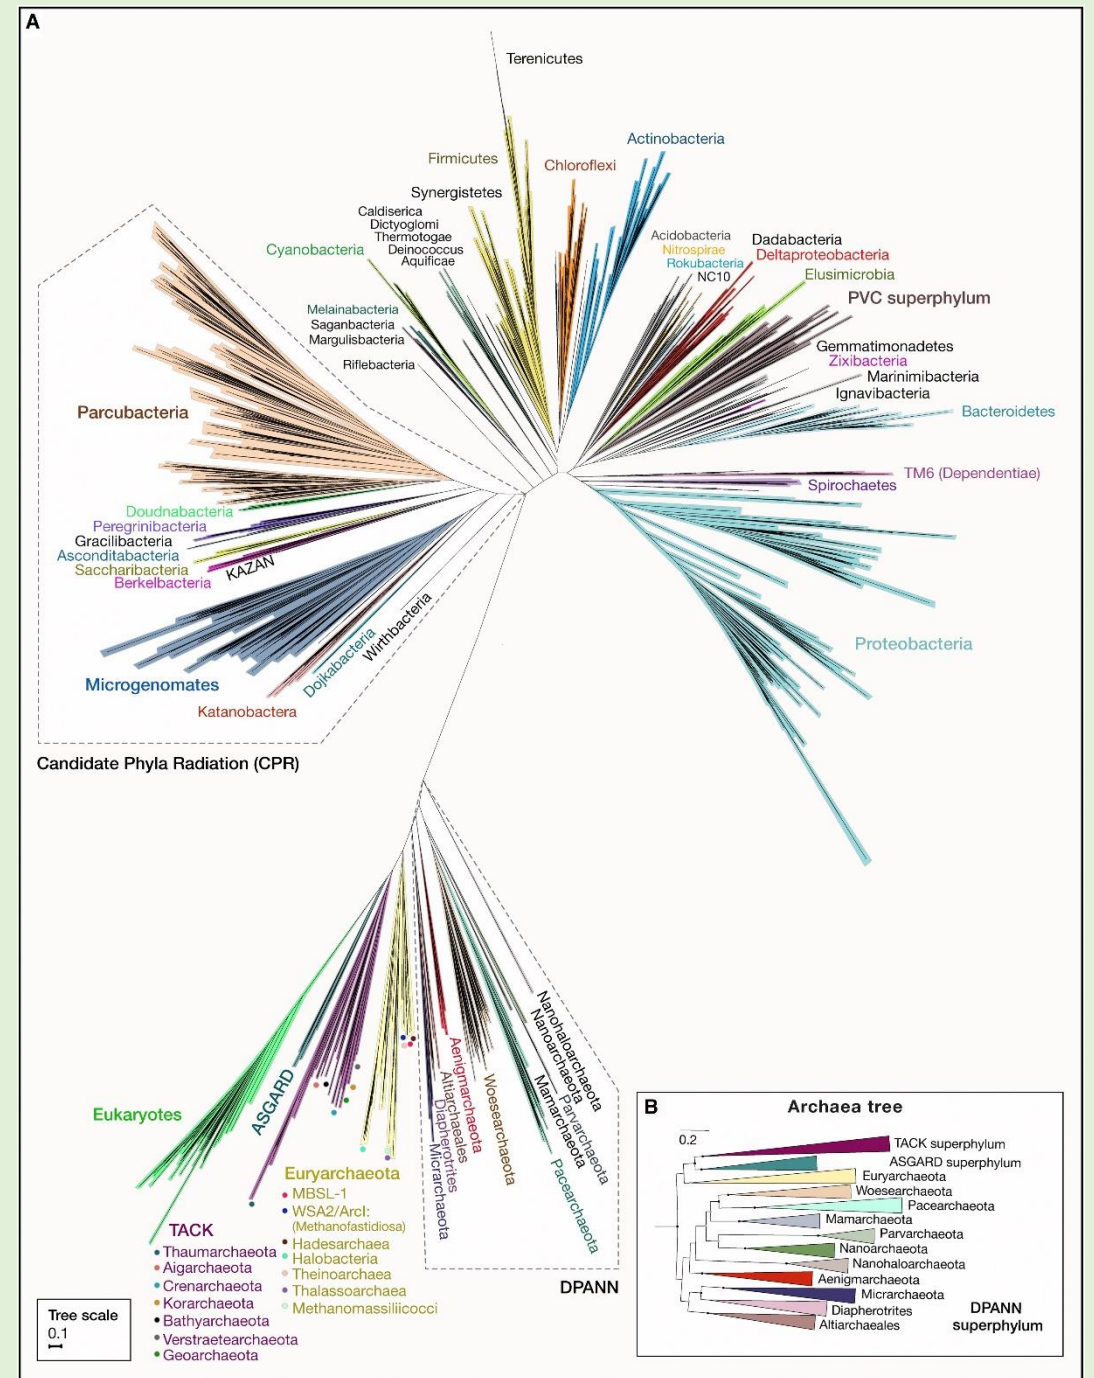 A
Terenicutes
Actinobacteria
Firmicutes
Chloroflexi
Synergistetes
Caldiserica
Dictyoglomi
Thermotogae
Deinococcus
Aquificae
Cyanobacteria
Acidobacteria
Nitrospirae
Rokubacteria
NC10
Dadabacteria
Deltaproteobacteria
Elusimicrobia
PVC superphylum
Melainabacteria
Saganbacteria
Margulisbacteria
Riflebacteria
Gemmatimonadetes
Zixibacteria
Marinimibacteria
Ignavibacteria
Bacteroidetes
Parcubacteria
TM6 (Dependentiae)
Spirochaetes
Doudnabacteria
Peregrinibacteria
Gracilibacteria
Asconditabacteria
Saccharibacteria
Berkelbacteria
KAZAN
Wirthbacteria
Dojkabacteria
Microgenomates
Katanobactera
Proteobacteria
Candidate Phyla Radiation (CPR)
Eukaryotes
ASGARD
Nanohaloarchaeota
Nanoarchaeota
Parvarchaeota
Mamarchaeota
Pacearchaeota
Woesearchaeota
Aenigmarchaeota
Altiarchaeales
Diapherotrites
Micrarchaeota
DPANN
Euryarchaeota
MBSL-1
WSA2/ArcI:
(Methanofastidiosa)
Hadesarchaea
Halobacteria
Theinoarchaea
Thalassoarchaea
Methanomassiliicocci
TACK
Thaumarchaeota
Aigarchaeota
Crenarchaeota
Korarchaeota
Bathyarchaeota
Verstraetearchaeota
Geoarchaeota
Tree scale
0.1
B
Archaea tree
0.2
TACK superphylum
ASGARD superphylum
Euryarchaeota
Woesearchaeota
Pacearchaeota
Mamarchaeota
Parvarchaeota
Nanoarchaeota
Nanohaloarchaeota
Aenigmarchaeota
Micrarchaeota
Diapherotrites
Altiarchaeales
DPANN
superphylum